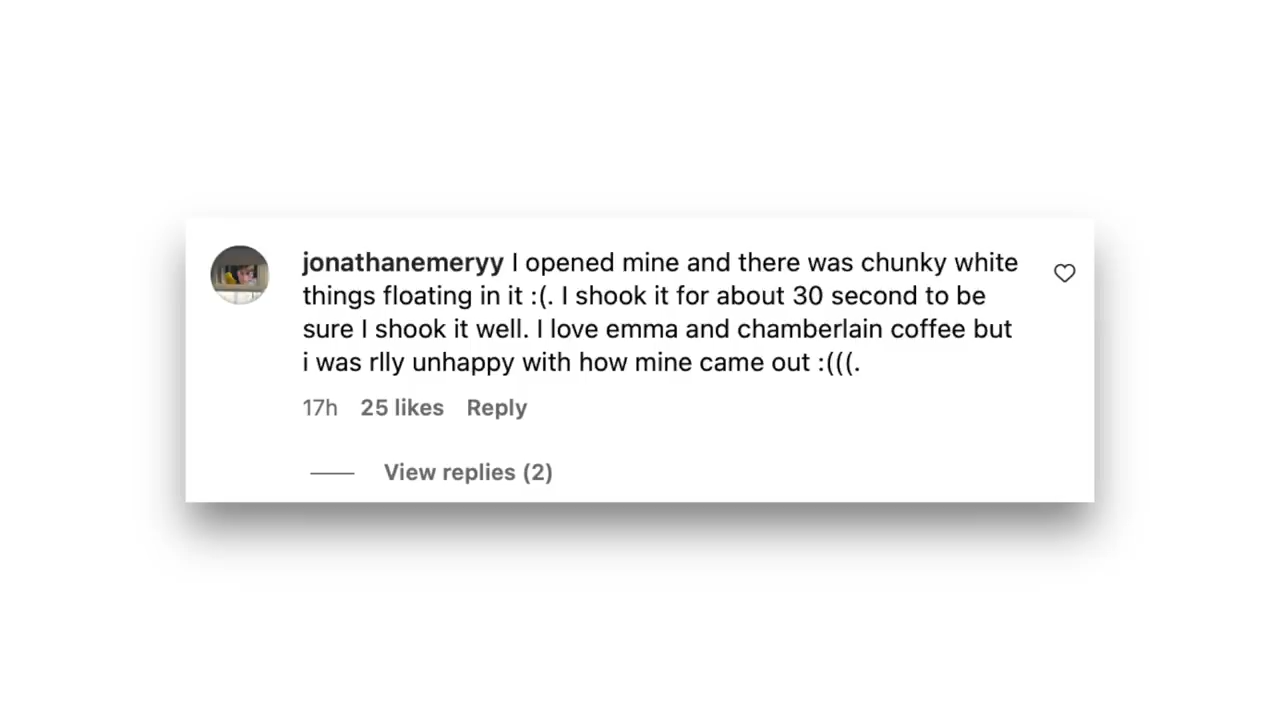 jonathanemeryy I opened mine and there was chunky white
things floating in it :(. I shook it for about 30 second to be
sure I shook it well. I love emma and chamberlain coffee but
i was rlly unhappy with how mine came out :(((.
17h 25 likes Reply
View replies (2)